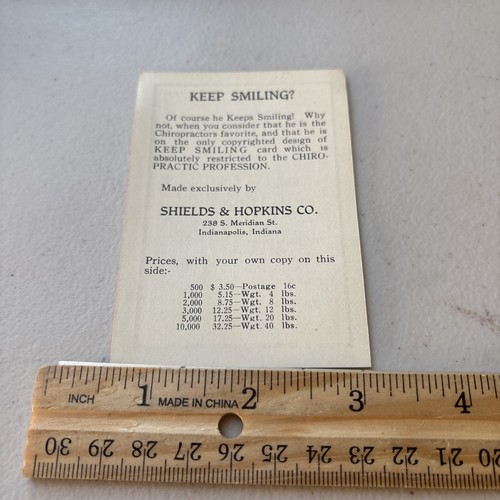 KEEP SMILING?
Of course he Keeps Smiling! Why
not, when you consider that he is the
Chiropractors favorite, and that he is
on the only copyrighted design of
KEEP SMILING card which is
absolutely restricted to the CHIRO-
PRACTIC PROFESSION.
Made exclusively by
SHIELDS & HOPKINS CO.
238 S. Meridian St.
Indianapolis, Indiana
Prices, with your own copy on this
side:-
500 $ 3.50—Postage 16c
1,000 5.15—Wgt. 4 lbs.
2,000 8.75—Wgt. 8 lbs.
3,000 12.25—Wgt. 12 lbs.
5,000 17.25—Wgt. 20 lbs.
10,000 32.25—Wgt. 40 lbs.
INCH 1 MADE IN CHINA 2 3 4
30 29 28 27 26 25 24 23 22 21 20